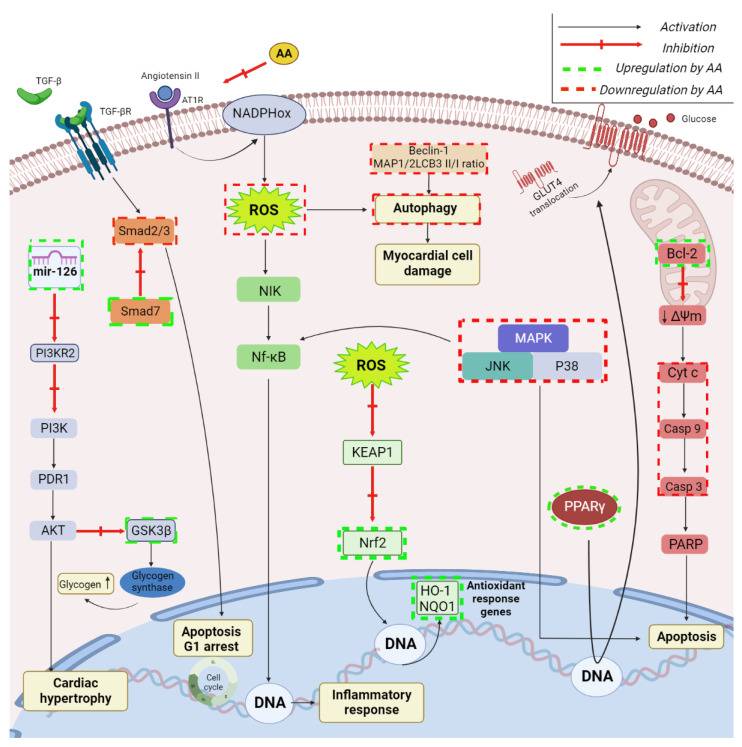 Activation
Inhibition
Upregulation by AA
Downregulation by AA
AA
TGF-β
TGF-βR
Angiotensin II
AT1R
NADPHox
Glucose
GLUT4
translocation
Beclin-1
MAP1/2LCB3 II/I ratio
ROS
Autophagy
Myocardial cell
damage
Smad2/3
Smad7
mir-126
PI3KR2
PI3K
PDR1
AKT
GSK3β
Glycogen
synthase
Glycogen ↑
Cardiac
hypertrophy
NIK
Nf-κB
ROS
KEAP1
Nrf2
MAPK
JNK
P38
Bcl-2
↓ ΔΨm
Cyt c
Casp 9
Casp 3
PARP
Apoptosis
PPARγ
HO-1
NQO1
Antioxidant
response
genes
DNA
Apoptosis
G1 arrest
Cell
cycle
DNA
Inflammatory
response
DNA